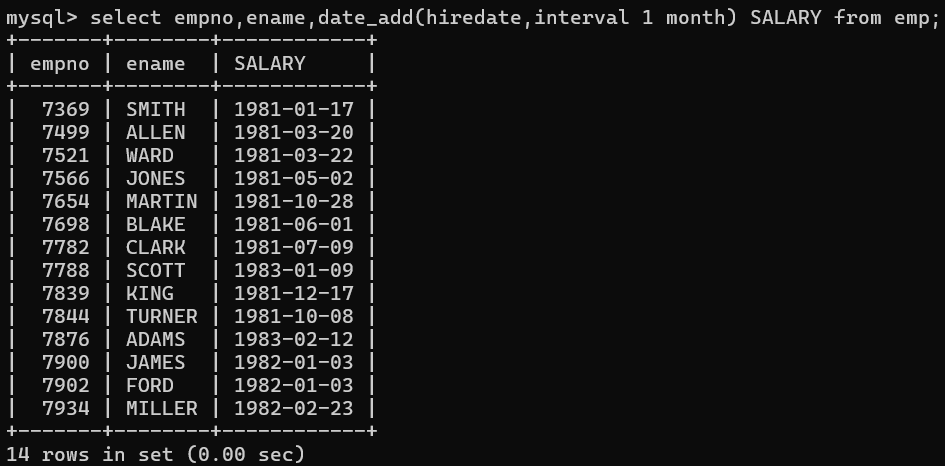 mysql> select empno,ename,date_add(hiredate,interval 1 month) SALARY from emp;
+-------+--------+------------+
| empno | ename  | SALARY     |
+-------+--------+------------+
|  7369 | SMITH  | 1981-01-17 |
|  7499 | ALLEN  | 1981-03-20 |
|  7521 | WARD   | 1981-03-22 |
|  7566 | JONES  | 1981-05-02 |
|  7654 | MARTIN | 1981-10-28 |
|  7698 | BLAKE  | 1981-06-01 |
|  7782 | CLARK  | 1981-07-09 |
|  7788 | SCOTT  | 1983-01-09 |
|  7839 | KING   | 1981-12-17 |
|  7844 | TURNER | 1981-10-08 |
|  7876 | ADAMS  | 1983-02-12 |
|  7900 | JAMES  | 1982-01-03 |
|  7902 | FORD   | 1982-01-03 |
|  7934 | MILLER | 1982-02-23 |
+-------+--------+------------+
14 rows in set (0.00 sec)